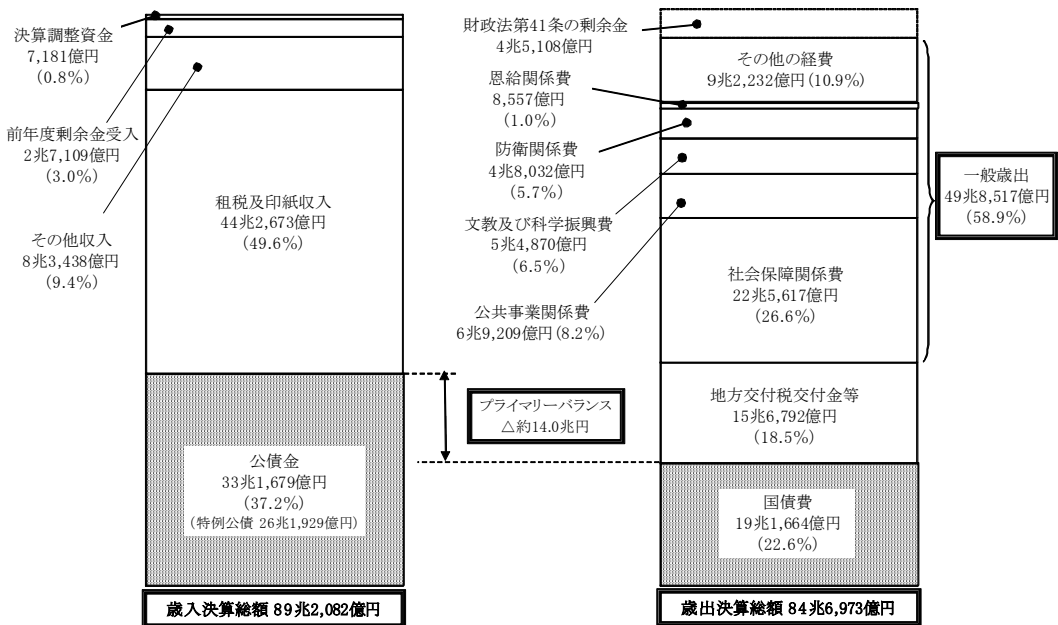 決算調整資金
7,181億円
(0.8%)
前年度剰余金受入
2兆7,109億円
(3.0%)
その他収入
8兆3,438億円
(9.4%)
租税及印紙収入
44兆2,673億円
(49.6%)
公債金
33兆1,679億円
(37.2%)
(特例公債 26兆1,929億円)
歳入決算総額 89兆2,082億円
プライマリーバランス
△約14.0兆円
財政法第41条の剰余金
4兆5,108億円
恩給関係費
8,557億円
(1.0%)
防衛関係費
4兆8,032億円
(5.7%)
文教及び科学振興費
5兆4,870億円
(6.5%)
公共事業関係費
6兆9,209億円(8.2%)
その他の経費
9兆2,232億円(10.9%)
社会保障関係費
22兆5,617億円
(26.6%)
地方交付税交付金等
15兆6,792億円
(18.5%)
国債費
19兆1,664億円
(22.6%)
歳出決算総額 84兆6,973億円
一般歳出
49兆8,517億円
(58.9%)